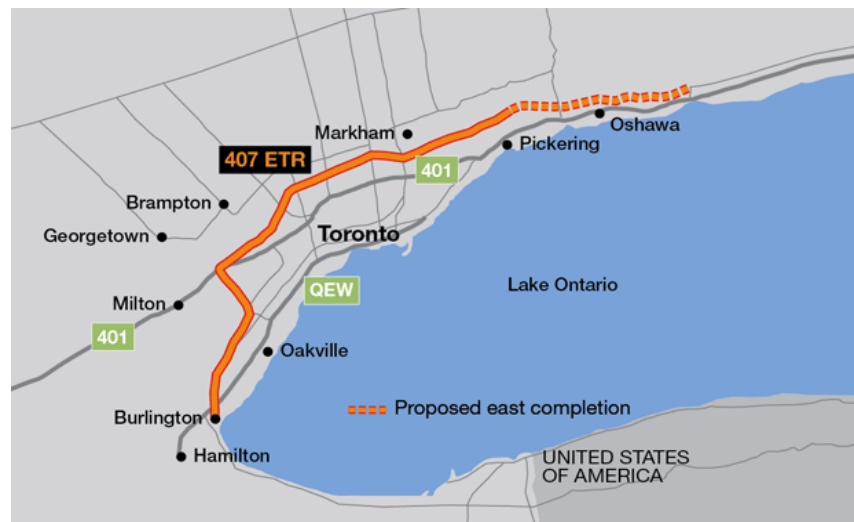 Markham
Oshawa
Pickering
407 ETR
401
Brampton
Georgetown
Toronto
Lake Ontario
QEW
Milton
401
Oakville
Proposed east completion
Burlington
Hamilton
UNITED STATES
OF AMERICA